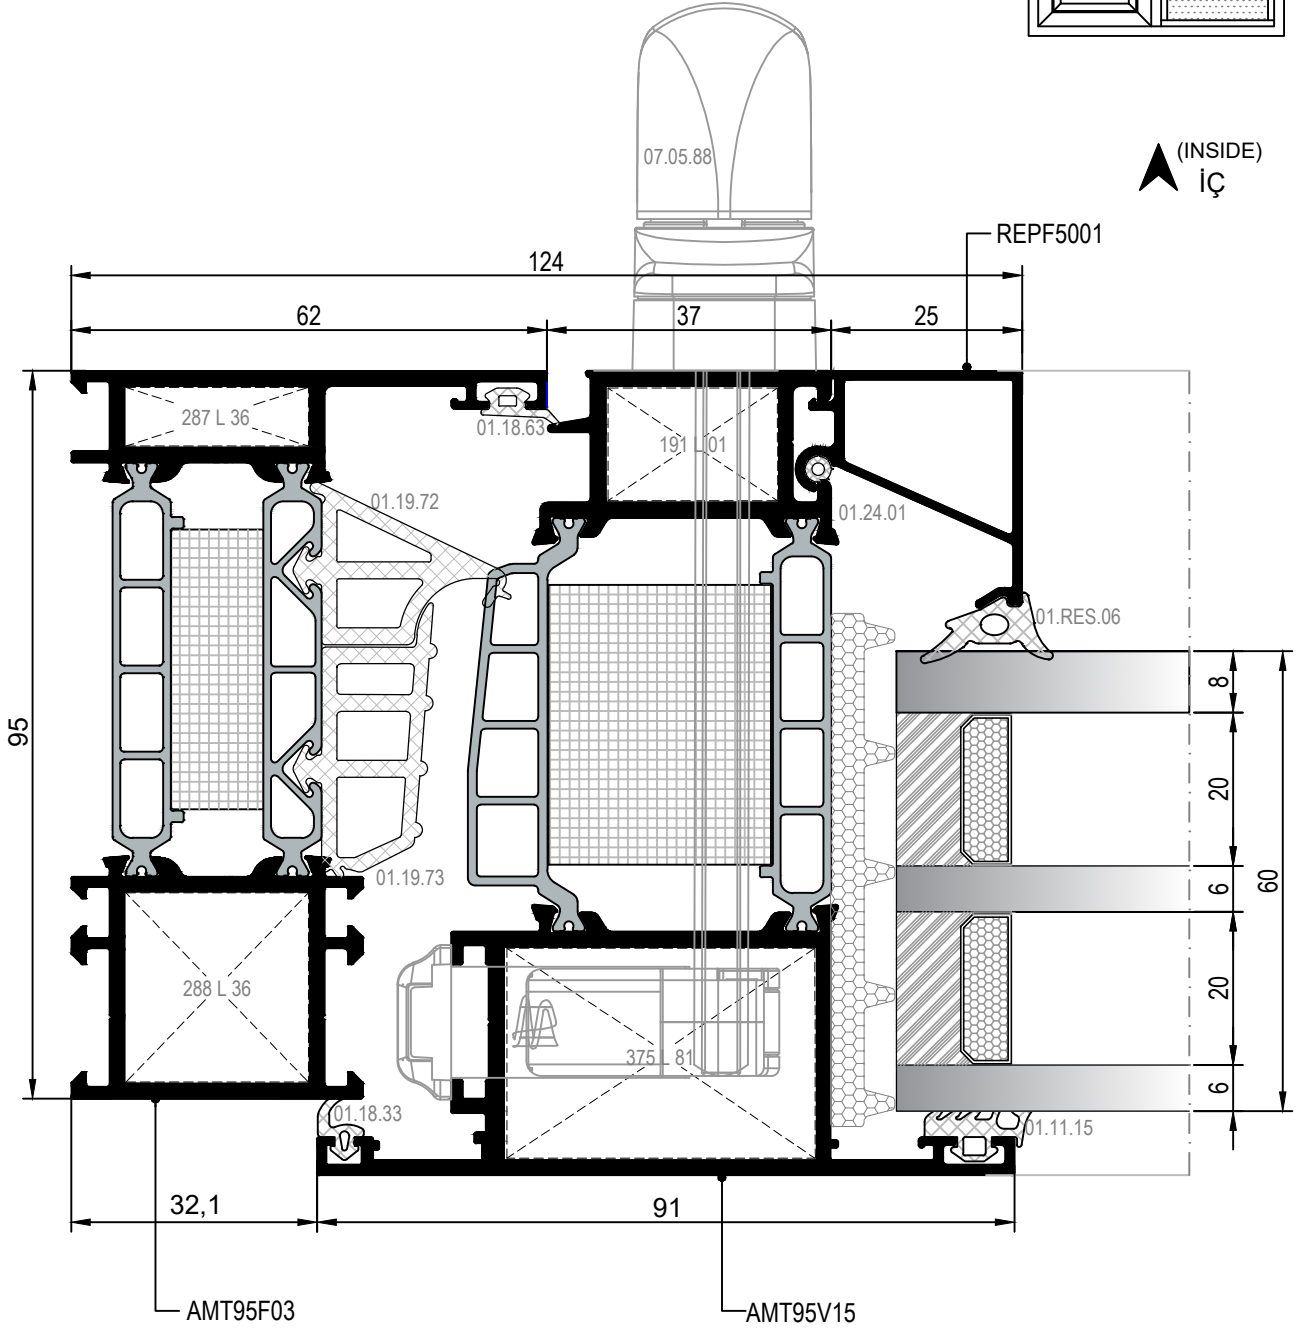 07.05.88
(INSIDE)
İÇ
REPF5001
124
62
37
25
287 L 36
01.18.63
191 L 01
01.19.72
01.24.01
01.RES.06
8
95
20
01.19.73
6
60
288 L 36
20
375 L 81
6
01.18.33
01.11.15
32,1
91
AMT95F03
AMT95V15